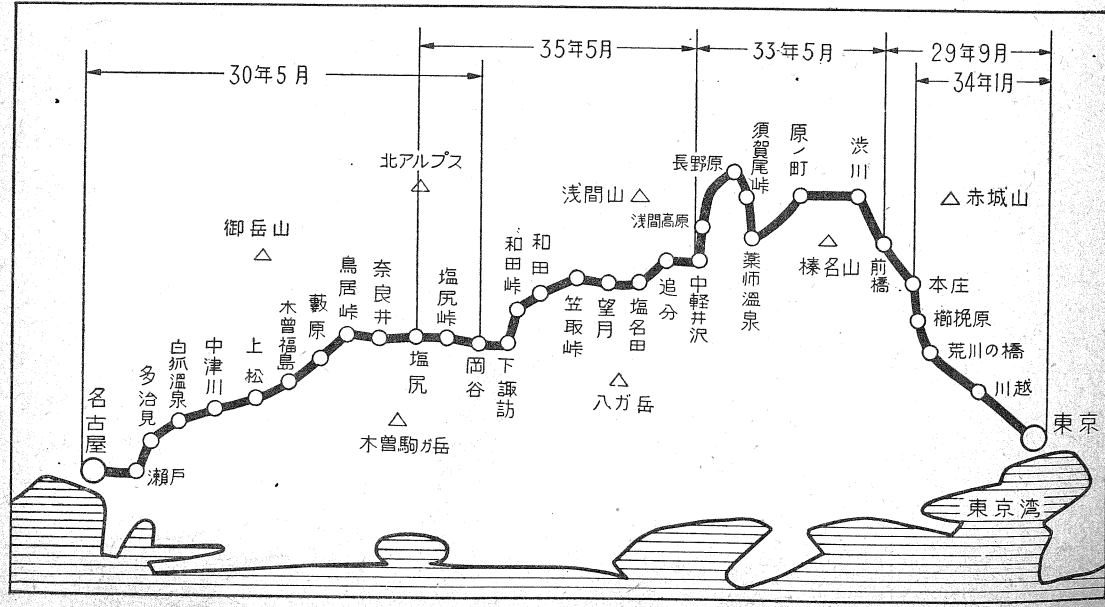 35年5月
33年5月
29年9月
30年5月
34年1月
北アルプス
御岳山
浅間山
榛名山
赤城山
木曽駒ガ岳
八ガ岳
名古屋
瀬戸
多治見
白狐温泉
中津川
上松
木曽福島
藪原
鳥居峠
奈良井
塩尻
塩尻峠
岡谷
下諏訪
和田峠
和田
笠取峠
望月
塩名田
追分
中軽井沢
浅間高原
長野原
須賀尾峠
薬師温泉
原ノ町
渋川
前橋
本庄
櫛挽原
荒川の橋
川越
東京
東京湾